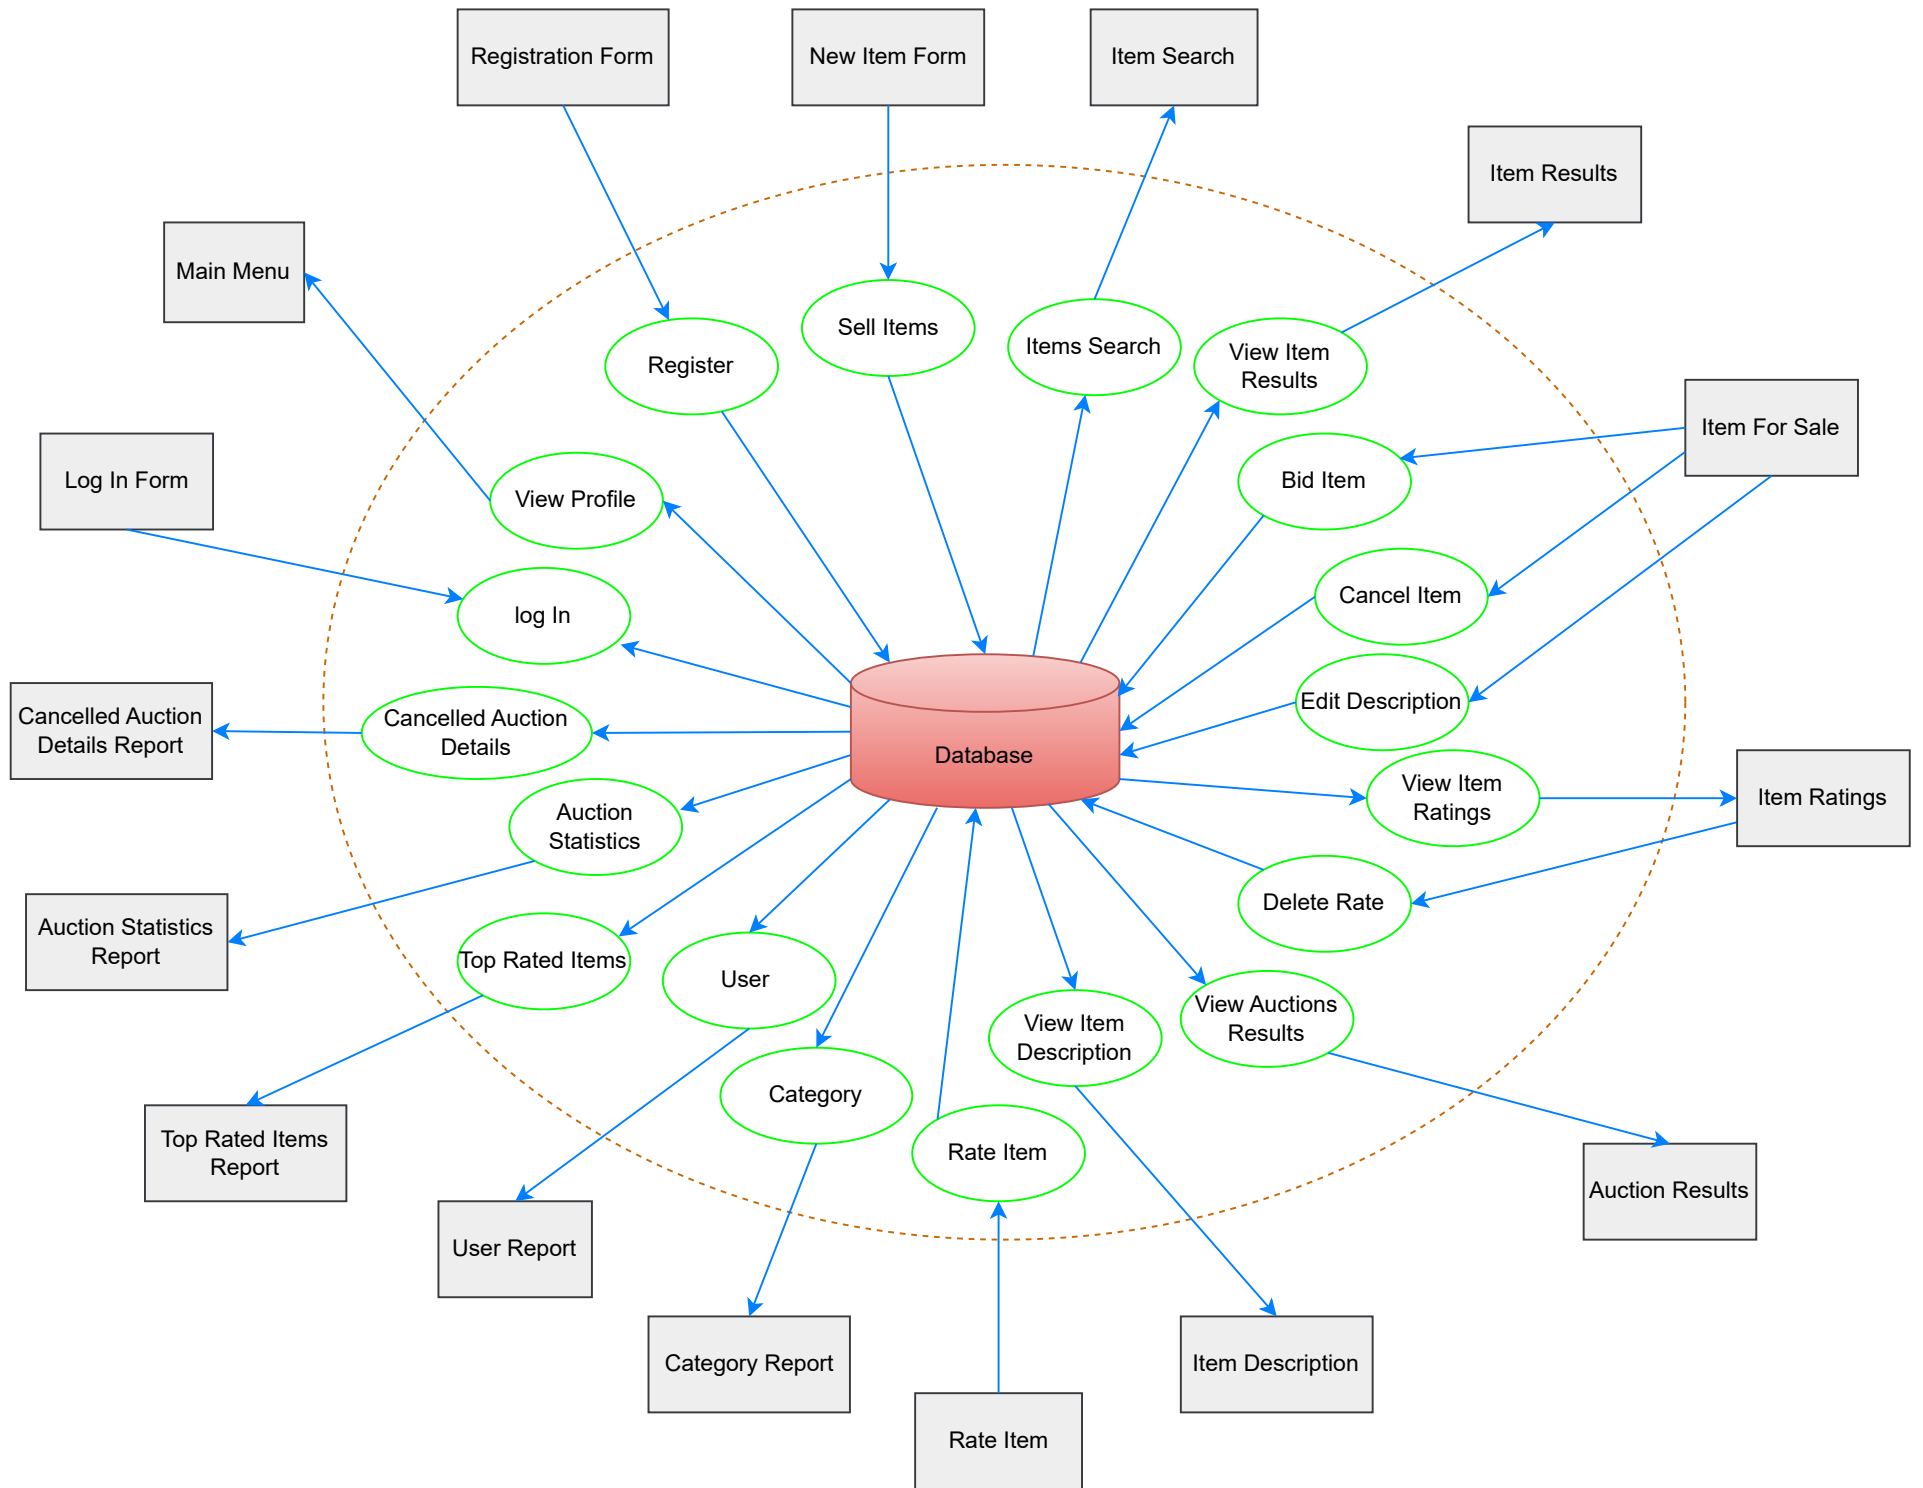 Registration Form
New Item Form
Item Search
Item Results
Main Menu
Sell Items
Items Search
View Item
Results
Register
Item For Sale
Log In Form
View Profile
Bid Item
log In
Cancel Item
Cancelled Auction
Details Report
Cancelled Auction
Details
Database
Edit Description
View Item
Ratings
Item Ratings
Auction
Statistics
Delete Rate
Auction Statistics
Report
Top Rated Items
User
View Item
Description
View Auctions
Results
Category
Rate Item
Top Rated Items
Report
Auction Results
User Report
Category Report
Item Description
Rate Item